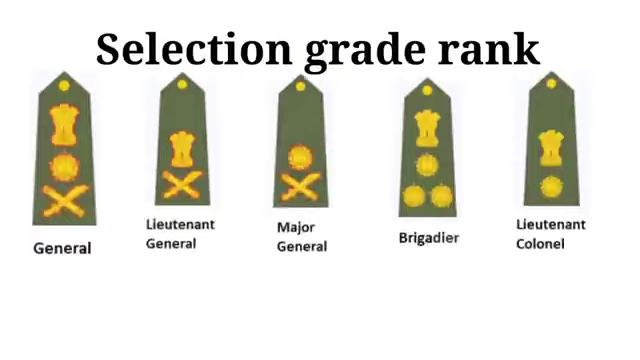 Selection grade rank
General
Lieutenant
General
Major
General
Brigadier
Lieutenant
Colonel